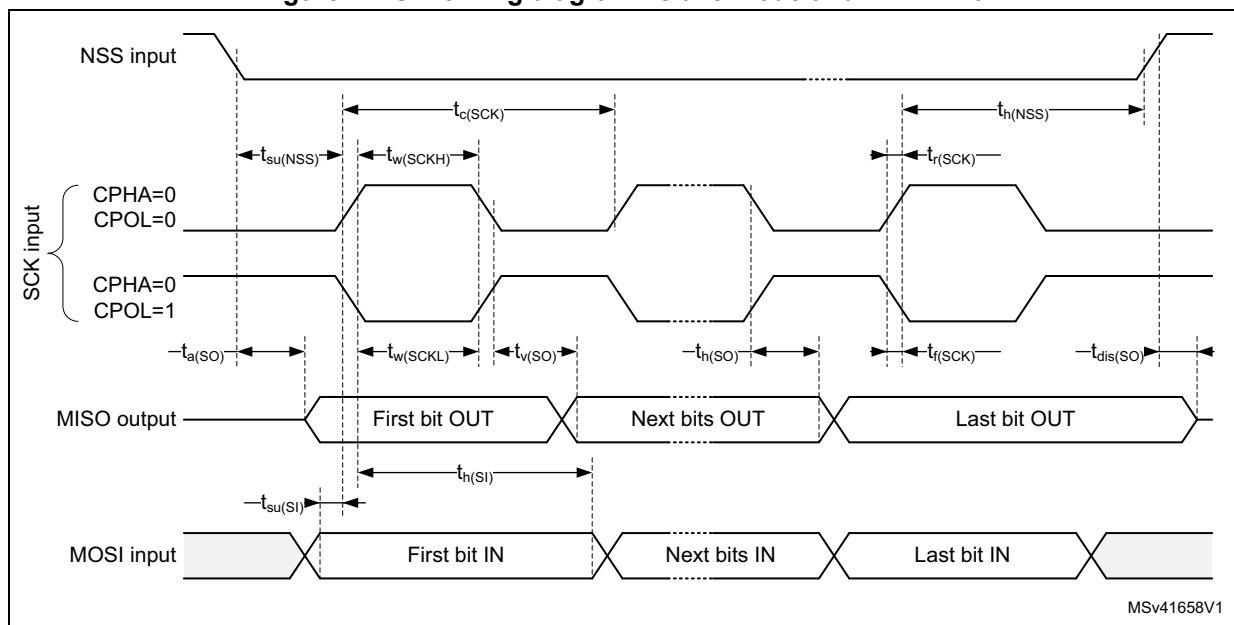 NSS input
tc(SCK)
th(NSS)
tsu(NSS)
tw(SCKH)
tr(SCK)
SCK input
CPHA=0
CPOL=0
CPHA=0
CPOL=1
ta(SO)
tw(SCKL)
tv(SO)
th(SO)
tf(SCK)
tdis(SO)
MISO output
First bit OUT
Next bits OUT
Last bit OUT
th(SI)
tsu(SI)
MOSI input
First bit IN
Next bits IN
Last bit IN
MSv41658V1